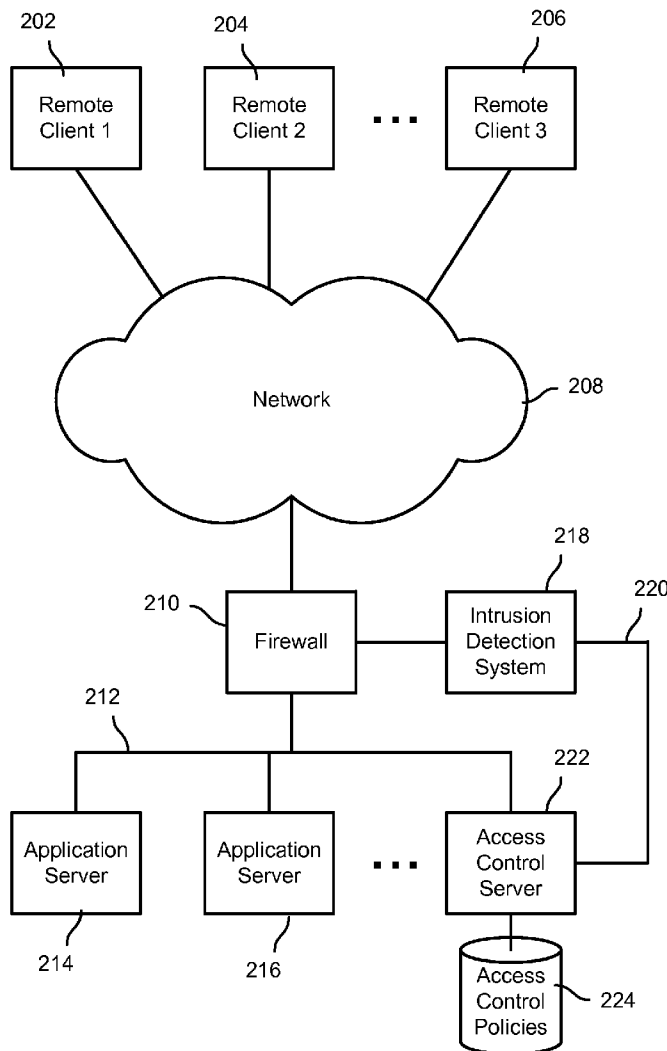 202
204
206
Remote
Client 1
Remote
Client 2
Remote
Client 3
Network
208
218
210
220
Firewall
Intrusion
Detection
System
212
222
Application
Server
Application
Server
Access
Control
Server
214
216
Access
Control
Policies
224